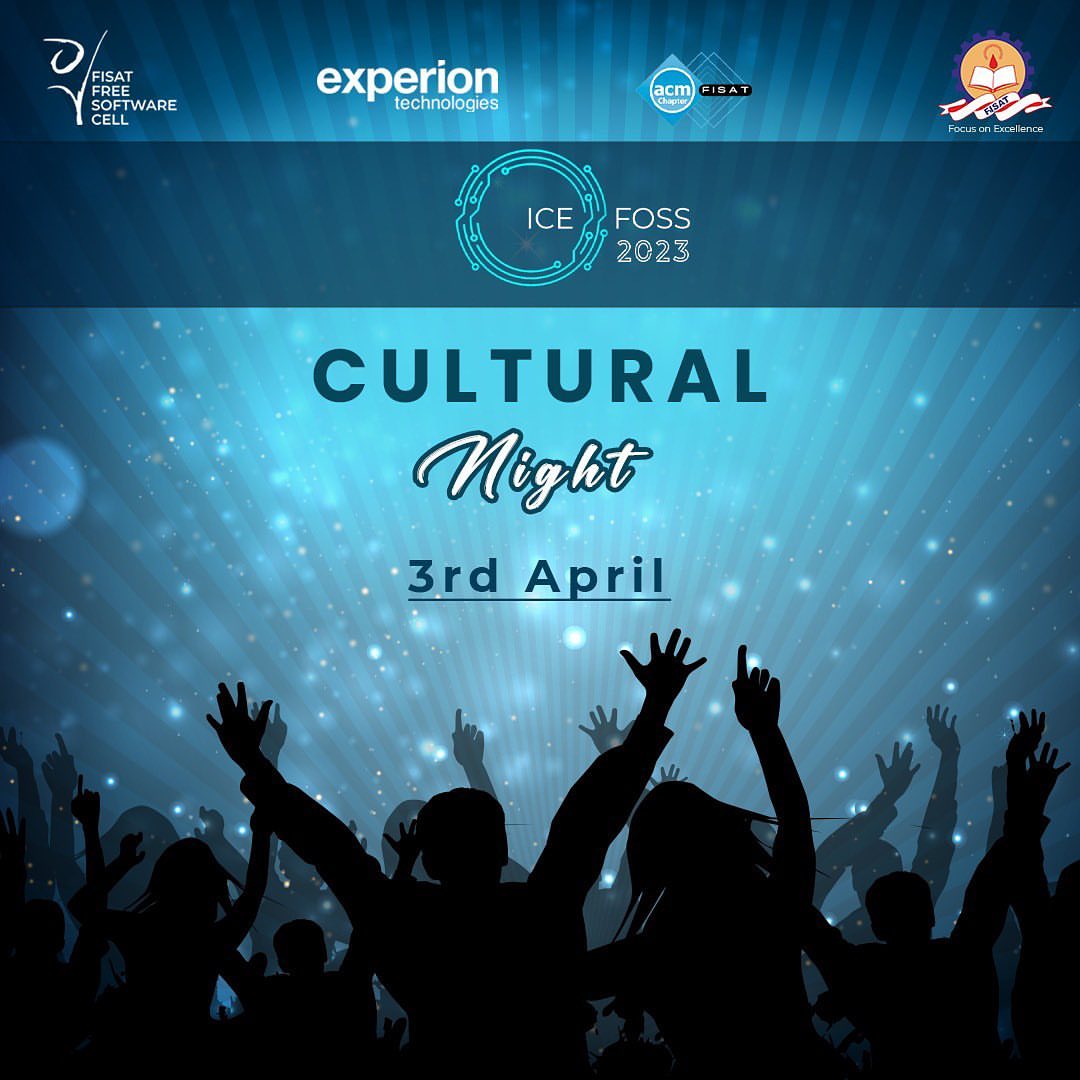 FISAT
FREE
SOFTWARE
CELL
experion
technologies
acm
Chapter
FISAT
FISAT
Focus on Excellence
ICE FOSS
2023
CULTURAL
Night
3rd April